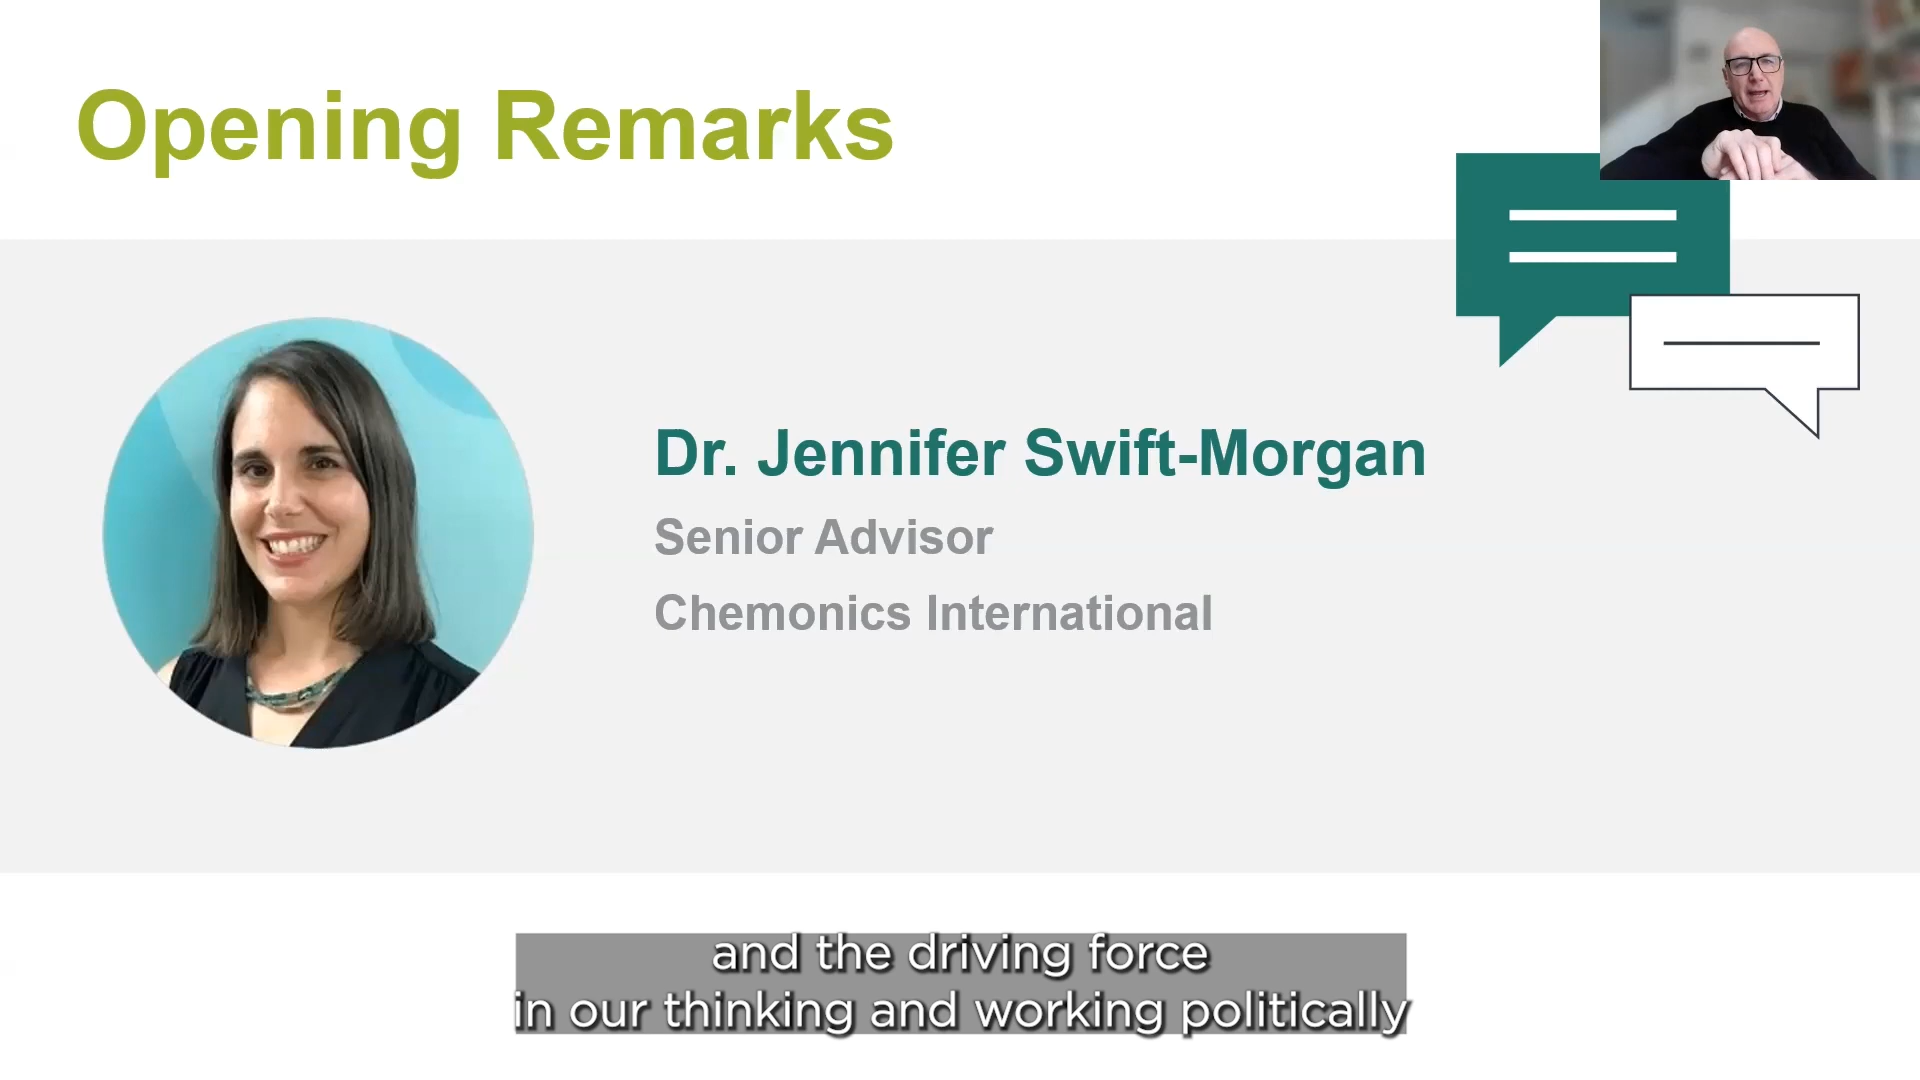 Opening Remarks
Dr. Jennifer Swift-Morgan
Senior Advisor
Chemonics International
and the driving force
in our thinking and working politically